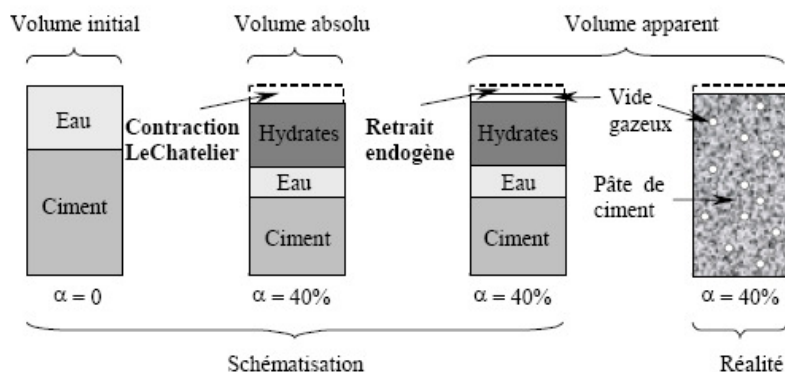 Volume initial
Volume absolu
Volume apparent
Eau
Ciment
α = 0
Contraction
LeChatelier
Hydrates
Eau
Ciment
α = 40%
Retrait
endogène
Hydrates
Eau
Ciment
α = 40%
Vide
gazeux
Pâte de
ciment
α = 40%
Schématisation
Réalité